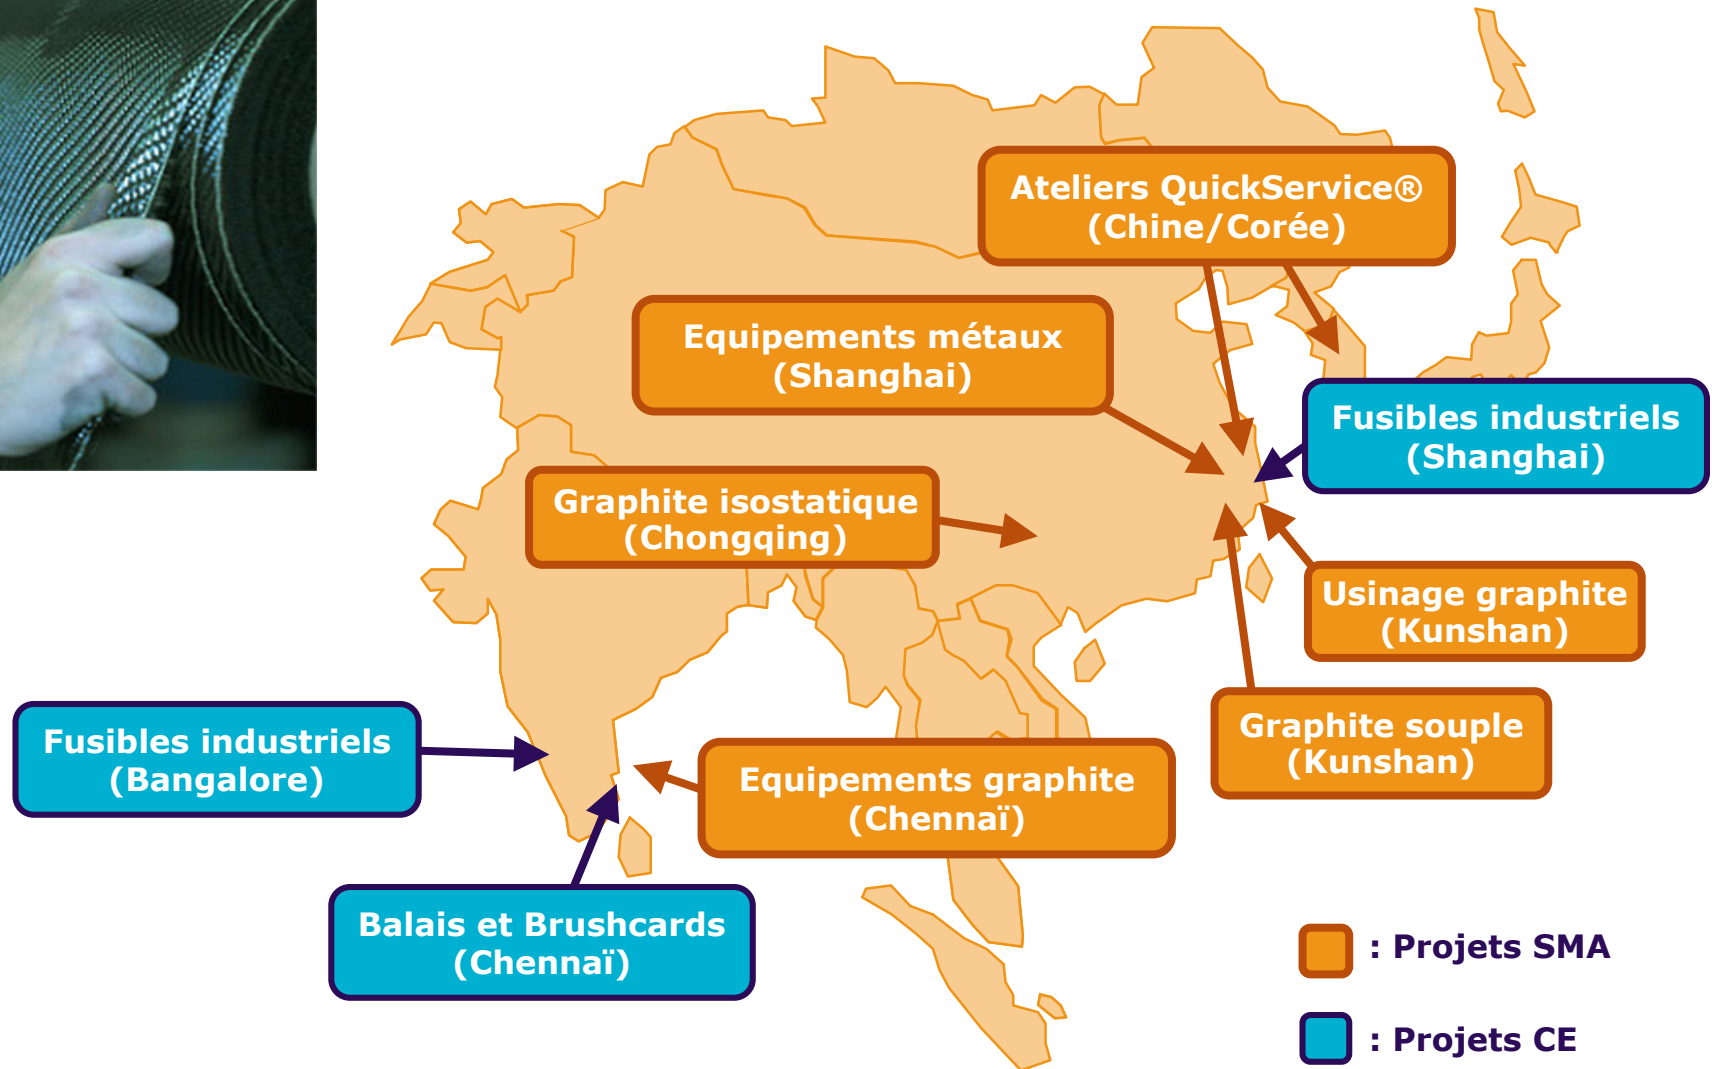 Ateliers QuickService®
(Chine/Corée)
Equipements métaux
(Shanghai)
Fusibles industriels
(Shanghai)
Graphite isostatique
(Chongqing)
Usinage graphite
(Kunshan)
Graphite souple
(Kunshan)
Fusibles industriels
(Bangalore)
Equipements graphite
(Chennaï)
Balais et Brushcards
(Chennaï)
: Projets SMA
: Projets CE